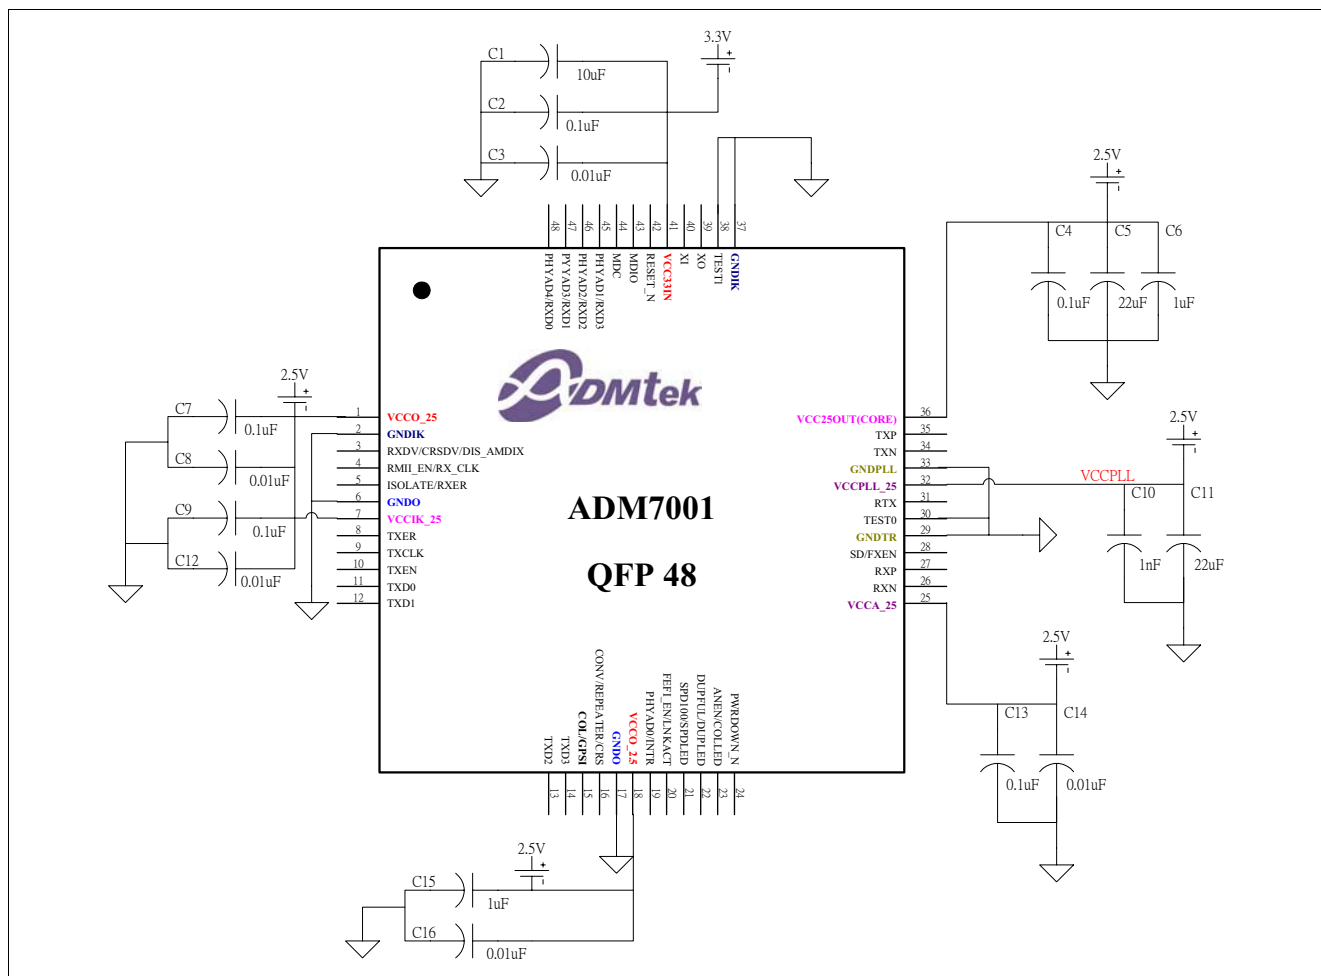 C1
10uF
3.3V
+
-
C2
0.1uF
C3
0.01uF
48 47 46 45 44 43 42 41 40 39 38 37
PHYAD4/RXD0
PYYAD3/RXD1
PHYAD2/RXD2
PHYAD1/RXD3
MDC
MDIO
RESET_N
VCC33IN
XI
XO
TEST1
GNDIK
2.5V
+
-
C4
C5
C6
0.1uF
22uF
1uF
ADMtek
ADM7001
QFP 48
2.5V
+
-
C7
0.1uF
C8
0.01uF
C9
0.1uF
C12
0.01uF
1 VCCO_25
2 GNDIK
3 RXDV/CRSDV/DIS_AMDIX
4 RMII_EN/RX_CLK
5 ISOLATE/RXER
6 GNDO
7 VCCIK_25
8 TXER
9 TXCLK
10 TXEN
11 TXD0
12 TXD1
VCC25OUT(CORE) 36
TXP 35
TXN 34
GNDPLL 33
VCCPLL_25 32
RTX 31
TEST0 30
GNDTR 29
SD/FXEN 28
RXP 27
RXN 26
VCCA_25 25
2.5V
+
-
VCCPLL
C10
C11
1nF
22uF
2.5V
+
-
C13
C14
0.1uF
0.01uF
TXD2
TXD3
COL/GPSI
CONV/REPEATER/CRS
GNDO
VCCO_2.5
PHYAD0/INTR
FEFI_EN/LNKACT
SPD100/SPDLED
DUPFUL/DUPLED
ANEN/COLLED
PWRDOWN_N
13 14 15 16 17 18 19 20 21 22 23 24
2.5V
+
-
C15
1uF
C16
0.01uF